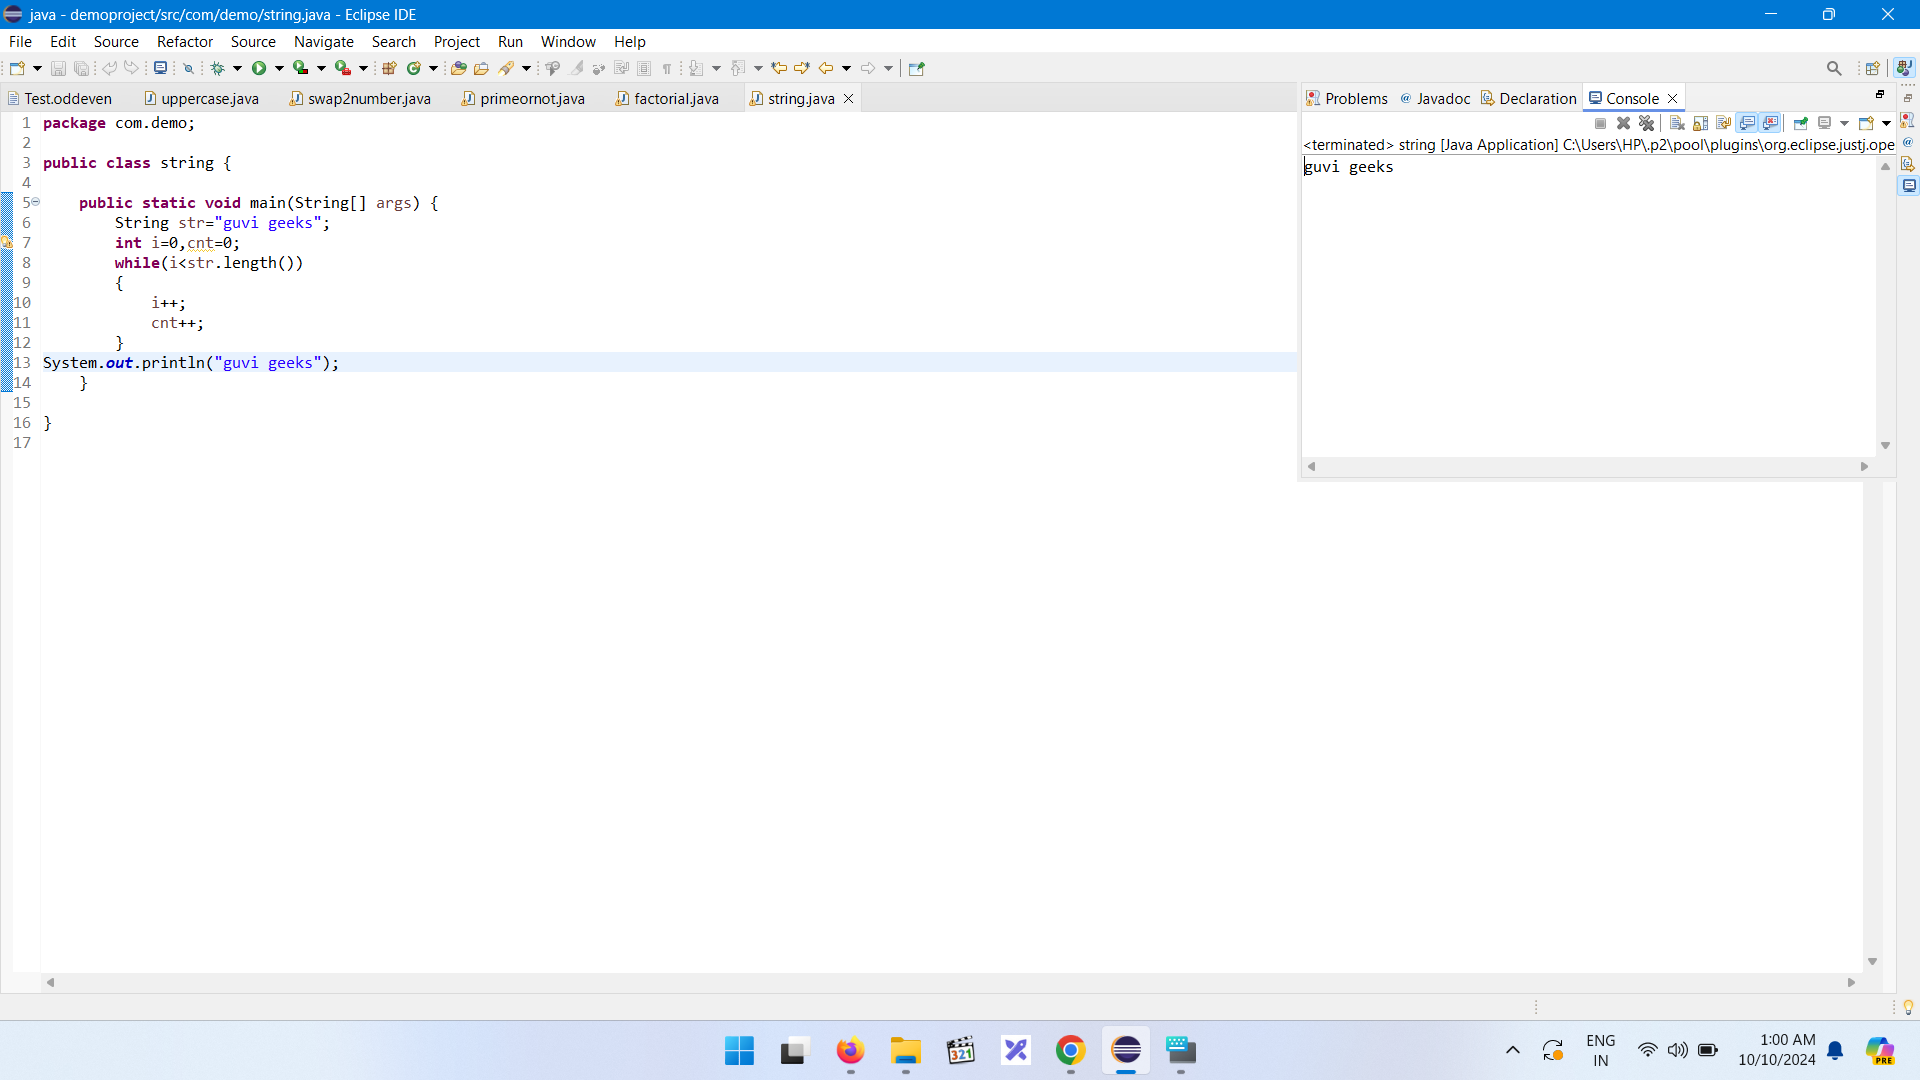 java - demoproject/src/com/demo/string.java - Eclipse IDE
File Edit Source Refactor Source Navigate Search Project Run Window Help
Test.oddeven uppercase.java swap2number.java primeornot.java factorial.java string.java
1 package com.demo;
2
3 public class string {
4
5 public static void main(String[] args) {
6 String str="guvi geeks";
7 int i=0,cnt=0;
8 while(i<str.length())
9 {
10 i++;
11 cnt++;
12 }
13 System.out.println("guvi geeks");
14 }
15
16 }
17
Problems Javadoc Declaration Console
<terminated> string [Java Application] C:\Users\HP\.p2\pool\plugins\org.eclipse.justj.ope
guvi geeks
321
ENG
IN
1:00 AM
10/10/2024
PRE